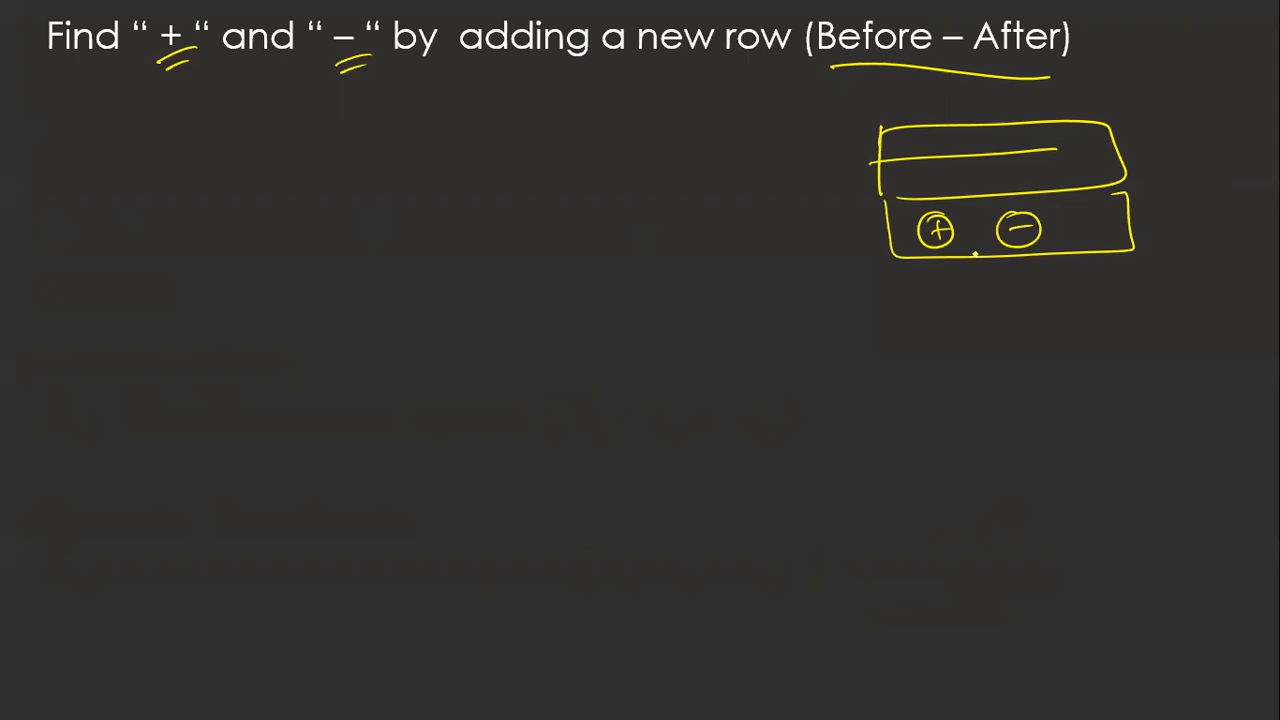 Find “ + “ and “ – “ by  adding a new row (Before – After)
+ –